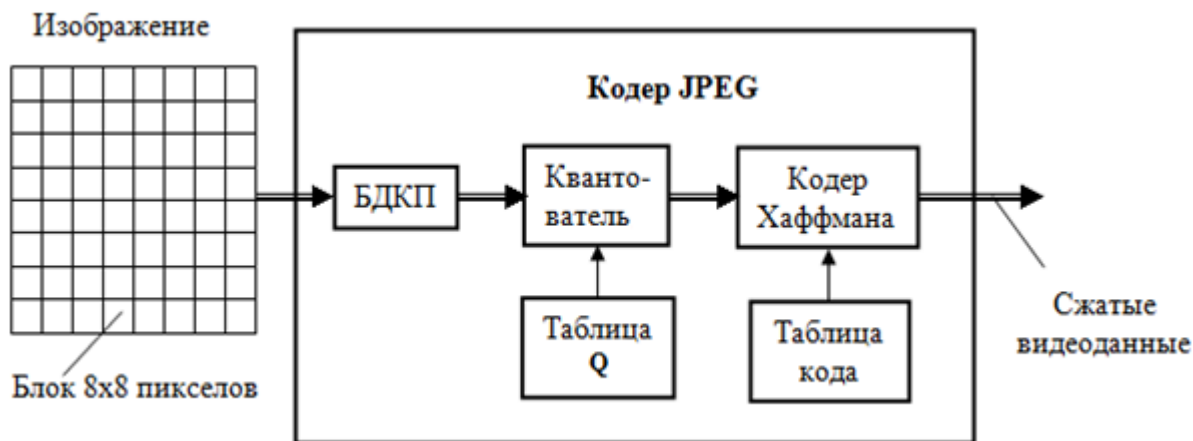 Изображение
Кодер JPEG
БДКП
Кванто-
ватель
Кодер
Хаффмана
Таблица
Q
Таблица
кода
Сжатые
видеоданные
Блок 8x8 пикселов